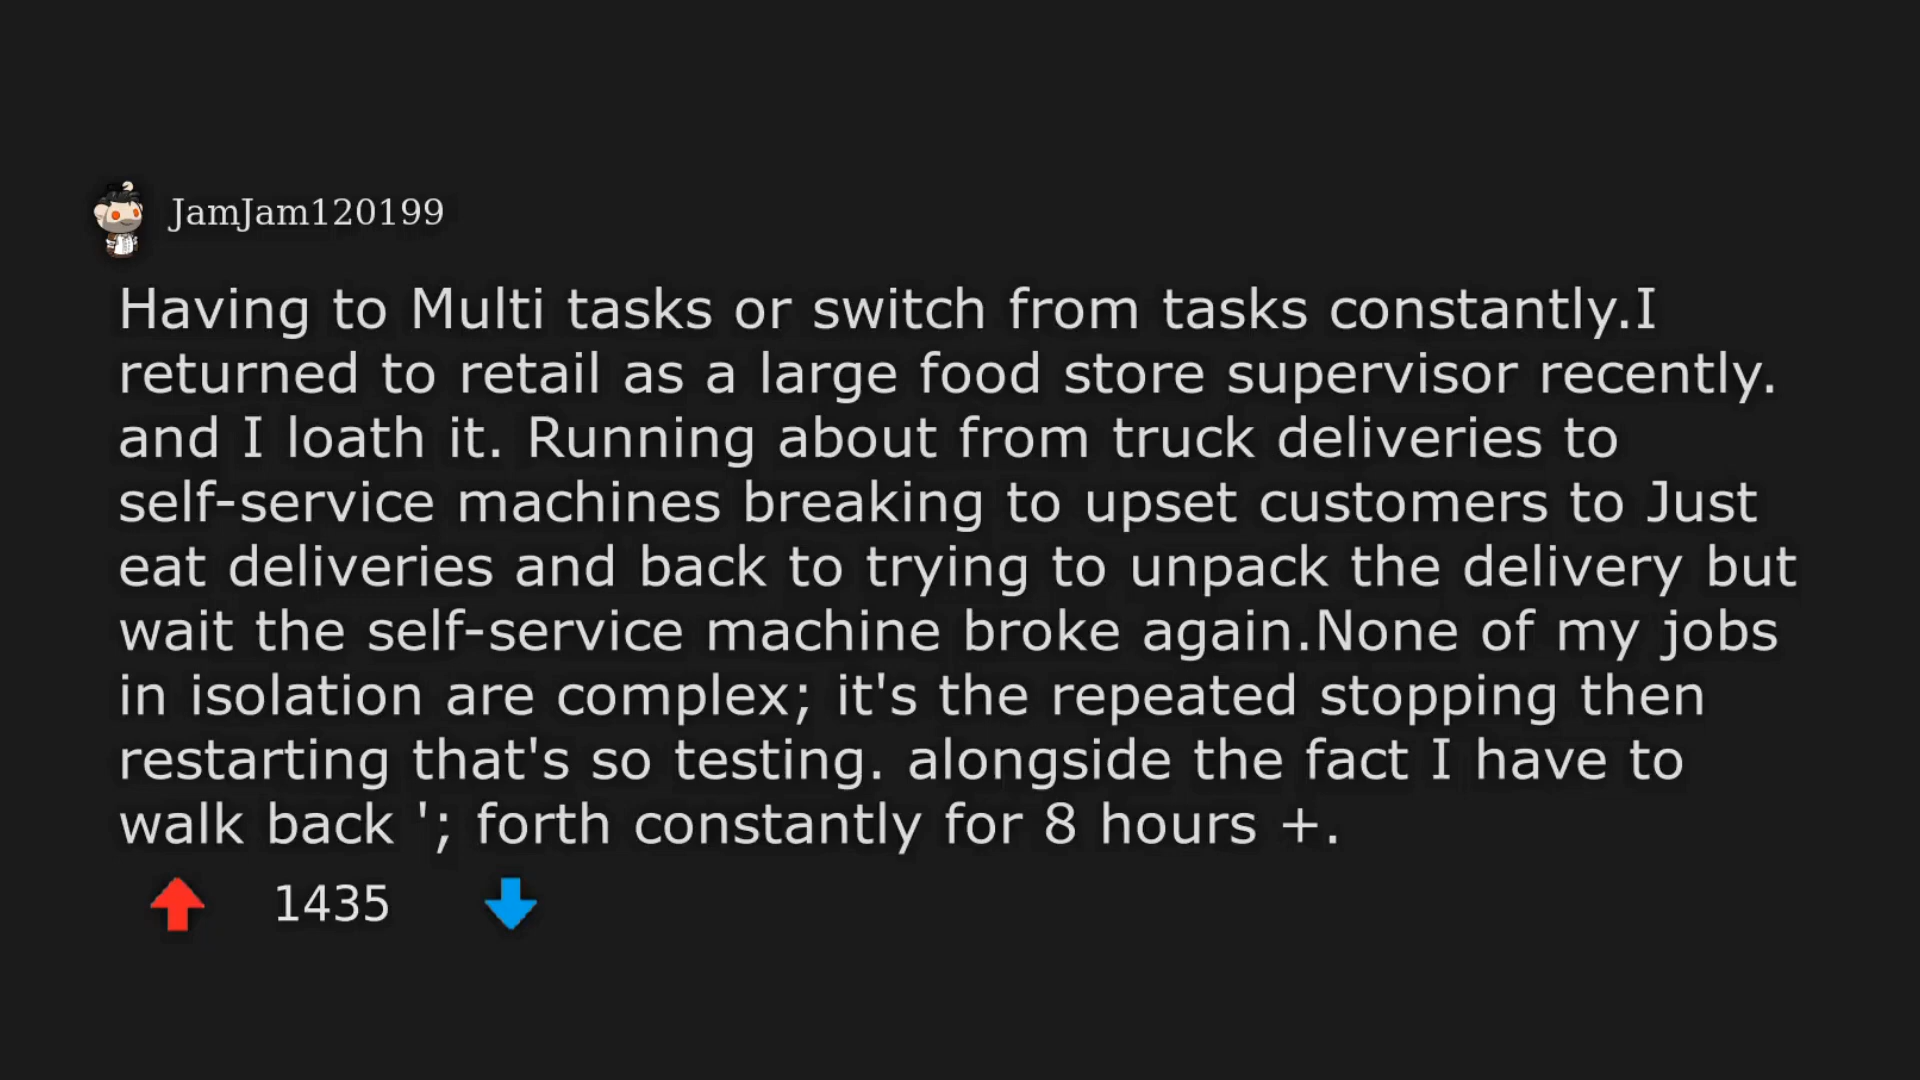 JamJam120199
Having to Multi tasks or switch from tasks constantly.I
returned to retail as a large food store supervisor recently.
and I loath it. Running about from truck deliveries to
self-service machines breaking to upset customers to Just
eat deliveries and back to trying to unpack the delivery but
wait the self-service machine broke again.None of my jobs
in isolation are complex; it's the repeated stopping then
restarting that's so testing. alongside the fact I have to
walk back '; forth constantly for 8 hours +.
1435